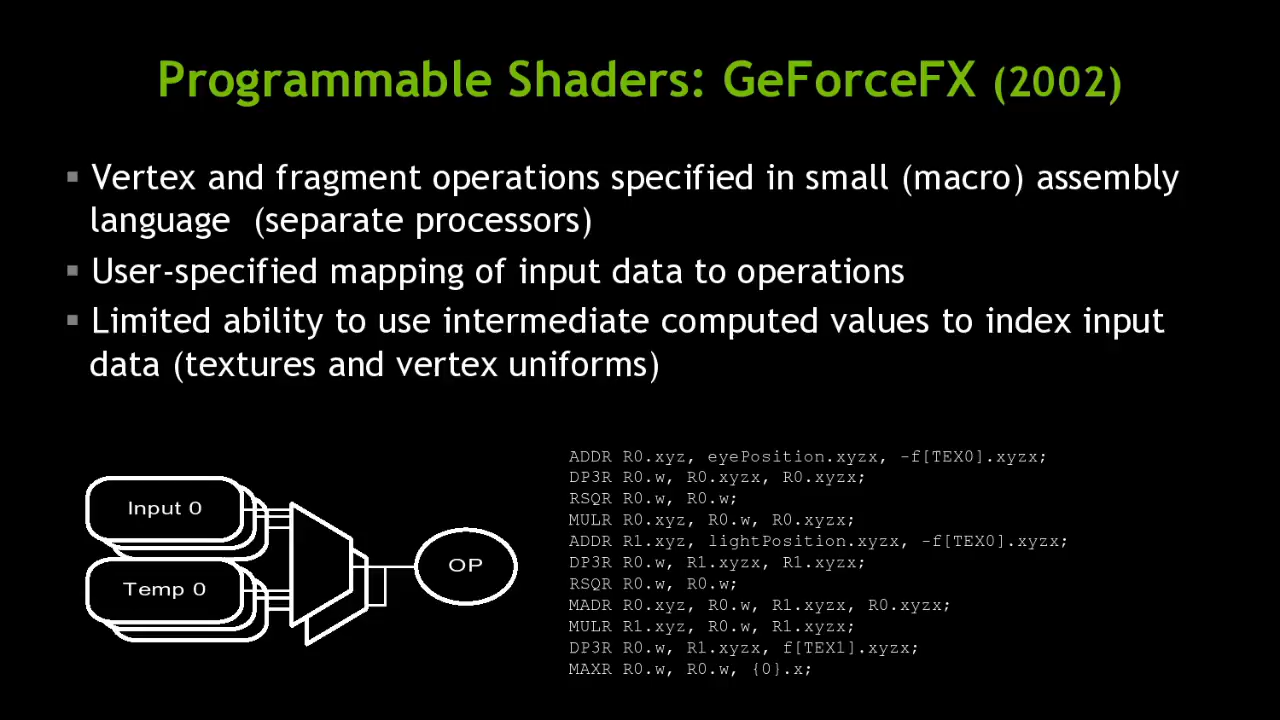 Programmable Shaders: GeForceFX (2002)
▪ Vertex and fragment operations specified in small (macro) assembly
language (separate processors)
▪ User-specified mapping of input data to operations
▪ Limited ability to use intermediate computed values to index input
data (textures and vertex uniforms)
Input 0
Temp 0
OP
ADDR R0.xyz, eyePosition.xyzx, -f[TEX0].xyzx;
DP3R R0.w, R0.xyzx, R0.xyzx;
RSQR R0.w, R0.w;
MULR R0.xyz, R0.w, R0.xyzx;
ADDR R1.xyz, lightPosition.xyzx, -f[TEX0].xyzx;
DP3R R0.w, R1.xyzx, R1.xyzx;
RSQR R0.w, R0.w;
MADR R0.xyz, R0.w, R1.xyzx, R0.xyzx;
MULR R1.xyz, R0.w, R1.xyzx;
DP3R R0.w, R1.xyzx, f[TEX1].xyzx;
MAXR R0.w, R0.w, {0}.x;